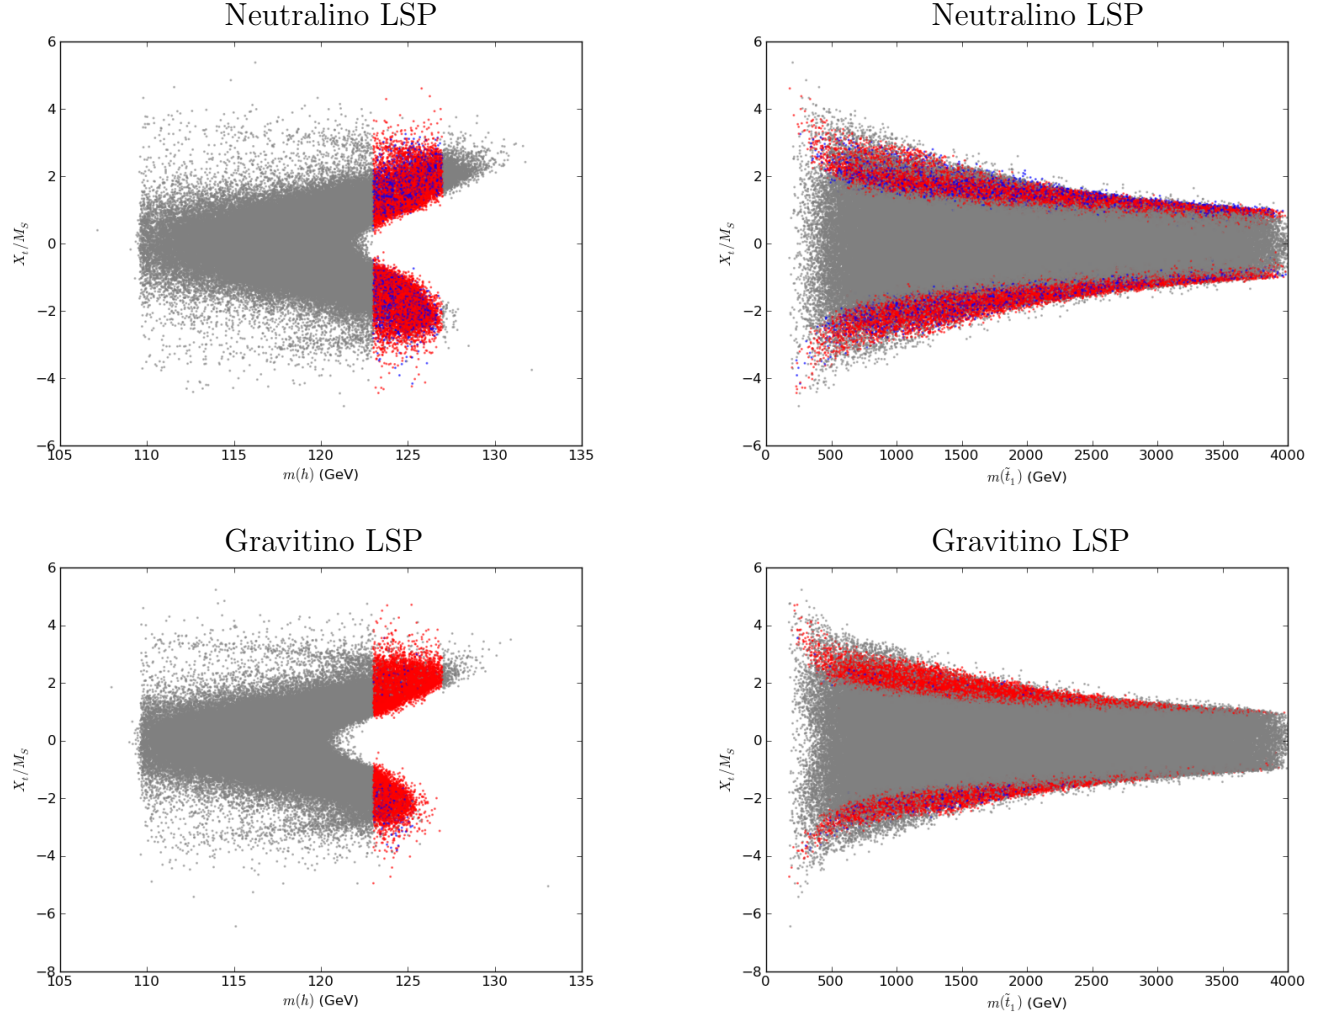 Neutralino LSP
6
4
2
0
−2
−4
−6
X_t/M_S
105 110 115 120 125 130 135
m(h) (GeV)
Neutralino LSP
6
4
2
0
−2
−4
−6
X_t/M_S
0 500 1000 1500 2000 2500 3000 3500 4000
m(t̃₁) (GeV)
Gravitino LSP
6
4
2
0
−2
−4
−6
−8
X_t/M_S
105 110 115 120 125 130 135
m(h) (GeV)
Gravitino LSP
6
4
2
0
−2
−4
−6
−8
X_t/M_S
0 500 1000 1500 2000 2500 3000 3500 4000
m(t̃₁) (GeV)